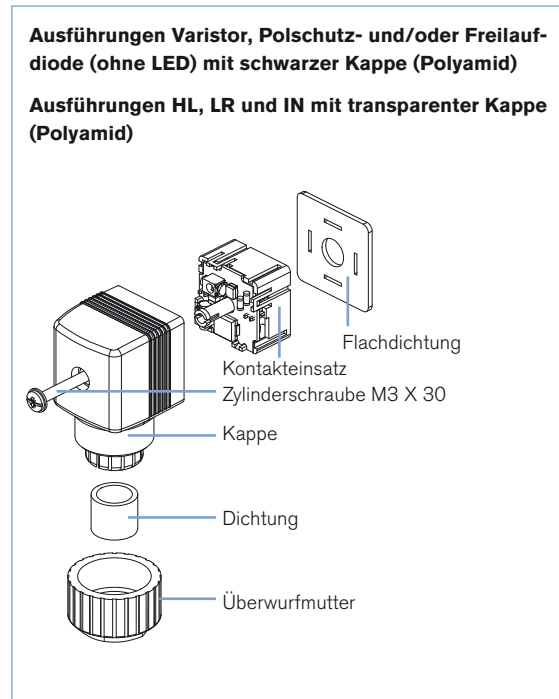 Ausführungen Varistor, Polschutz- und/oder Freilauf-
diode (ohne LED) mit schwarzer Kappe (Polyamid)
Ausführungen HL, LR und IN mit transparenter Kappe
(Polyamid)
Flachdichtung
Kontakteinsatz
Zylinderschraube M3 X 30
Kappe
Dichtung
Überwurfmutter